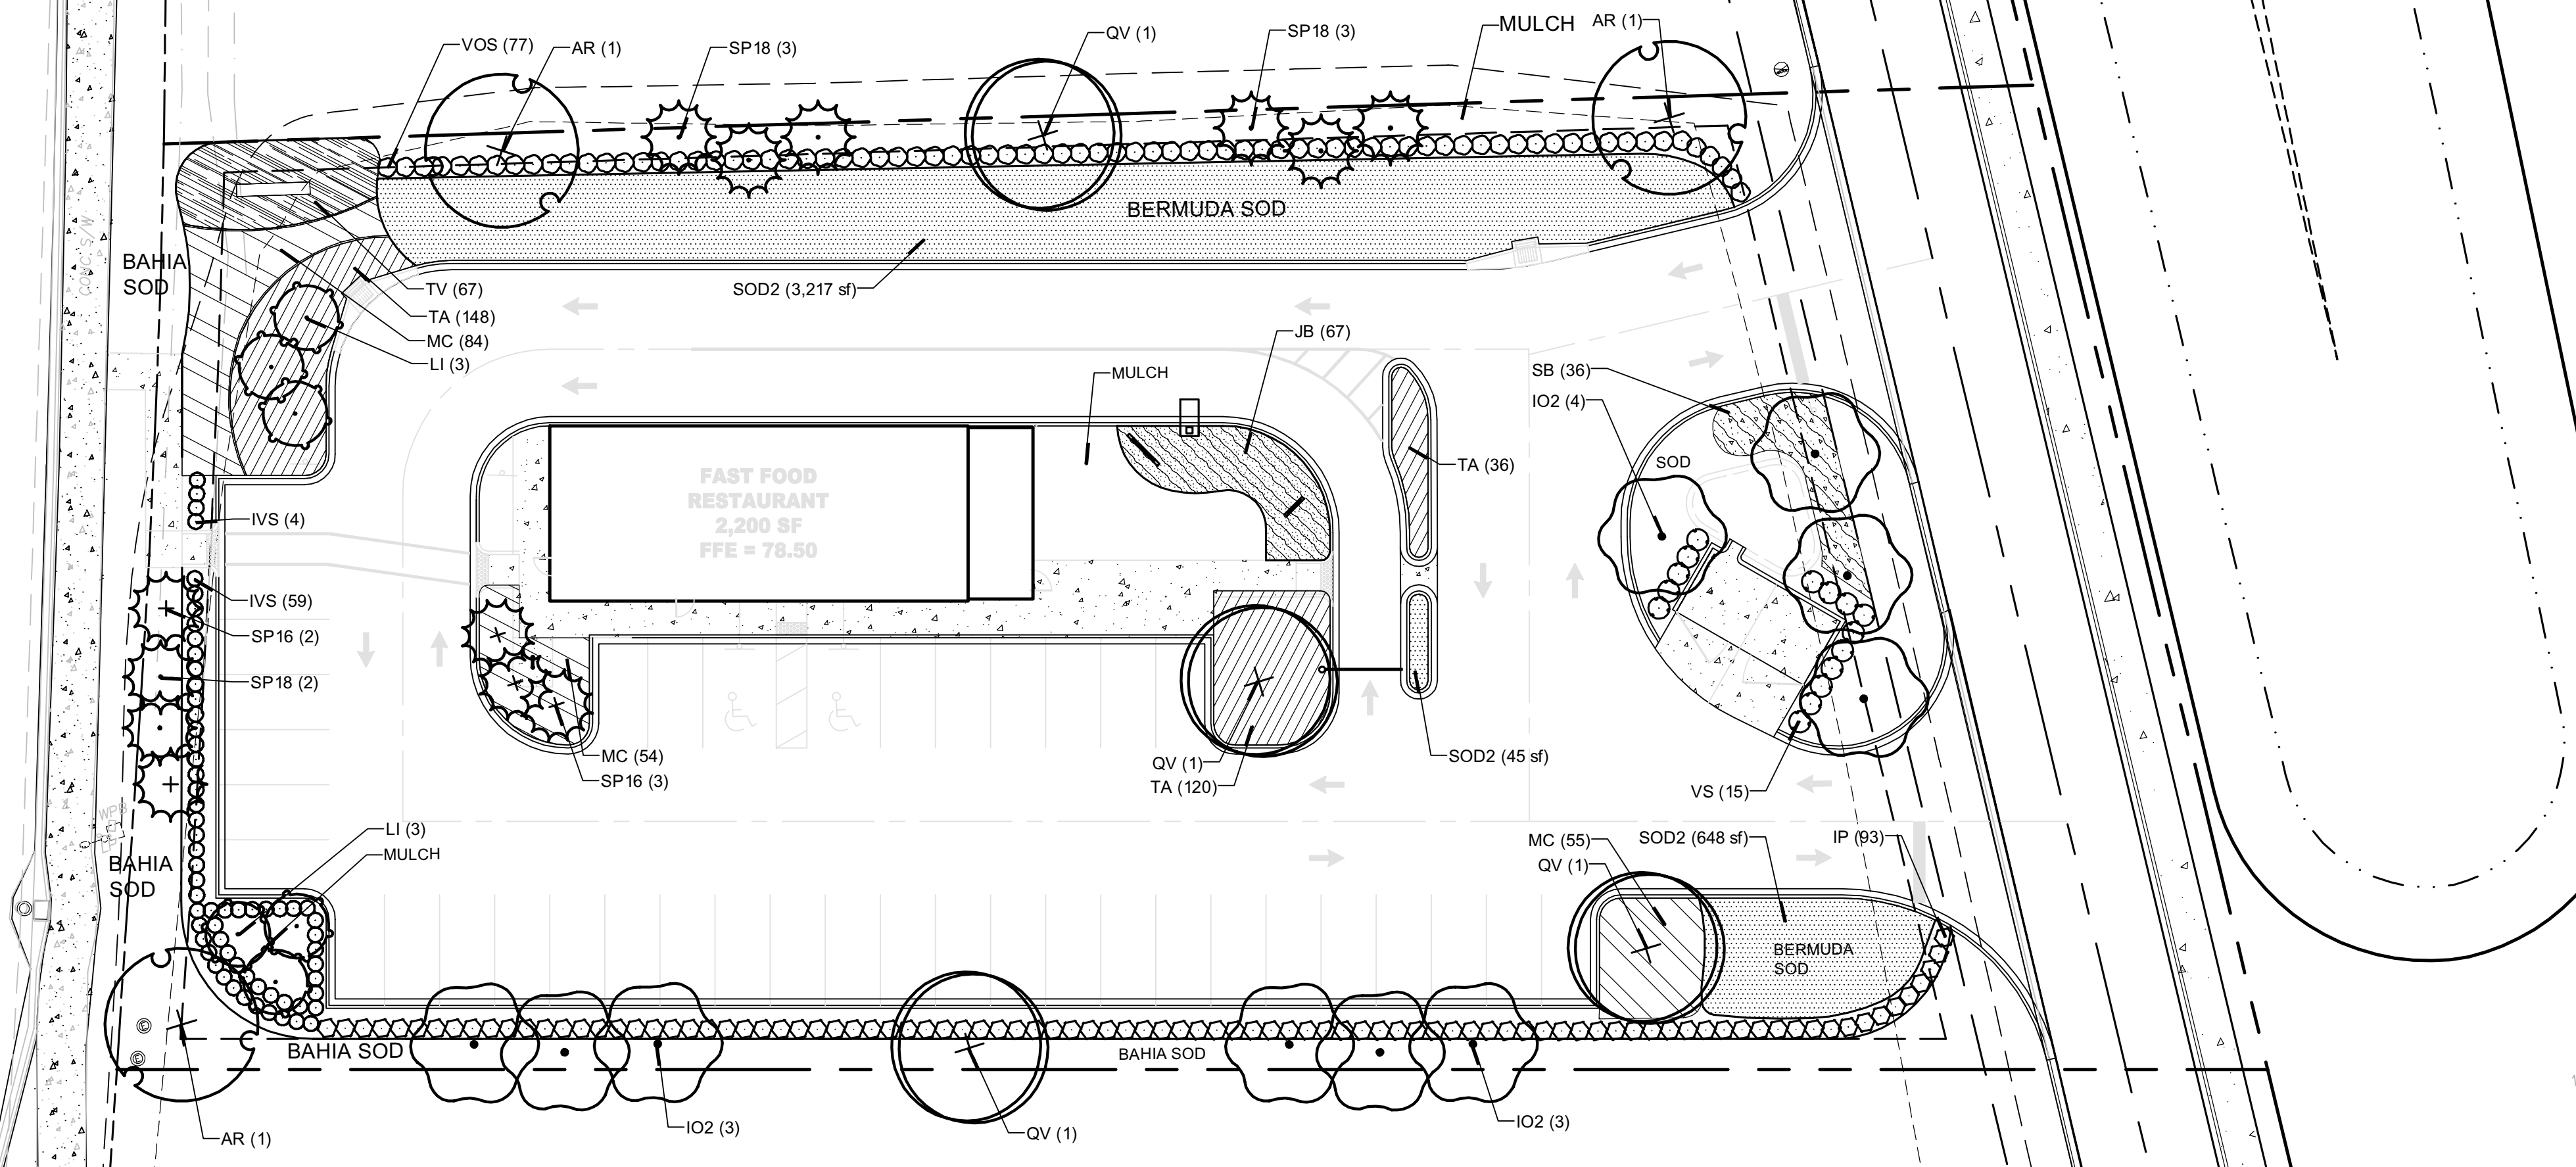 VOS (77)
AR (1)
SP18 (3)
QV (1)
SP18 (3)
MULCH
AR (1)
BERMUDA SOD
BAHIA
SOD
CONC S/W
TV (67)
SOD2 (3,217 sf)
TA (148)
MC (84)
LI (3)
JB (67)
MULCH
SB (36)
IO2 (4)
SOD
TA (36)
FAST FOOD
RESTAURANT
2,200 SF
FFE = 78.50
IVS (4)
IVS (59)
SP16 (2)
SP18 (2)
MC (54)
SP16 (3)
QV (1)
TA (120)
SOD2 (45 sf)
VS (15)
WPB
LI (3)
MULCH
BAHIA
SOD
MC (55)
QV (1)
SOD2 (648 sf)
IP (93)
BERMUDA
SOD
E
E
BAHIA SOD
BAHIA SOD
AR (1)
IO2 (3)
QV (1)
IO2 (3)